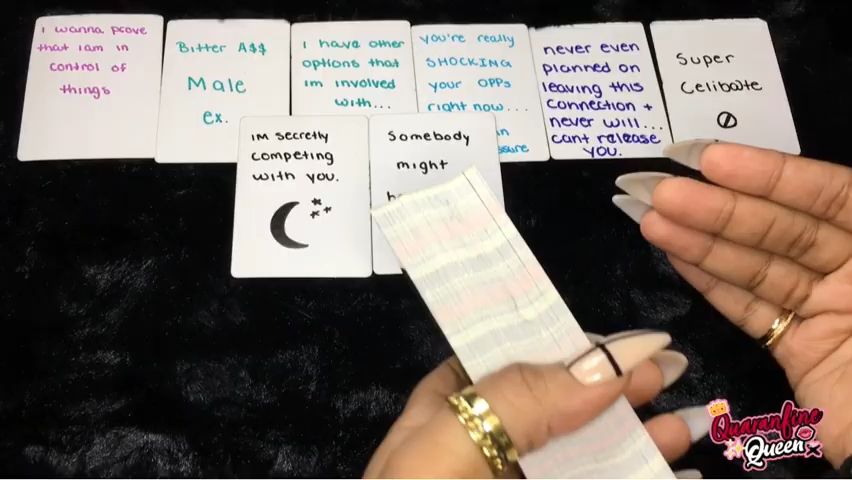 I wanna prove
that I am in
control of
things
Bitter A$$
Male
ex.
I have other
options that
im involved
with...
you're really
SHOCKING
your OPPs
right now...
never even
planned on
leaving this
connection +
never will...
cant release
YOU.
Super
Celibate
IM secretly
competing
with you.
Somebody
might
Quaranfine
Queen